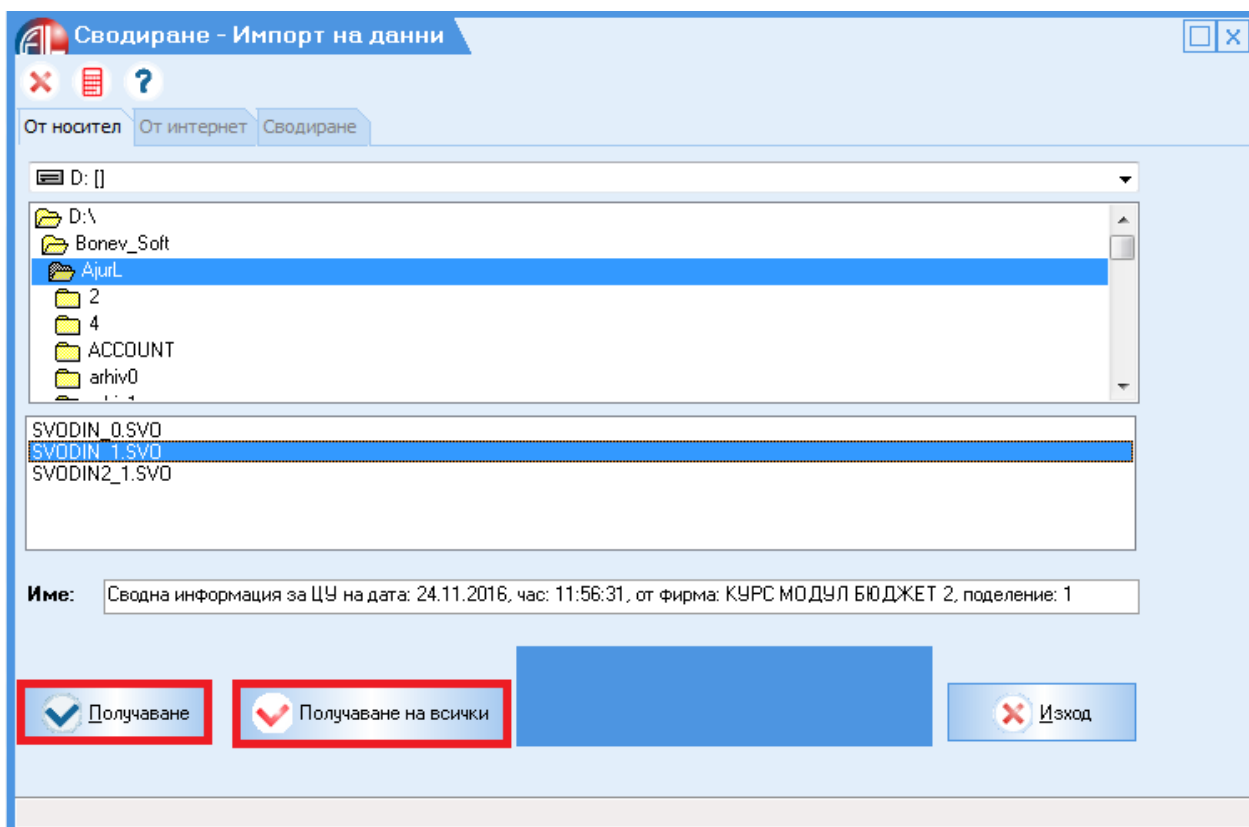 Сводиране - Импорт на данни
?
От носител От интернет Сводиране
D: []
D:\
Bonev_Soft
AjurL
2
4
ACCOUNT
arhiv0
SVODIN_0.SVO
SVODIN_1.SVO
SVODIN2_1.SVO
Име: Сводна информация за ЦУ на дата: 24.11.2016, час: 11:56:31, от фирма: КУРС МОДУЛ БЮДЖЕТ 2, поделение: 1
Получаване Получаване на всички Изход